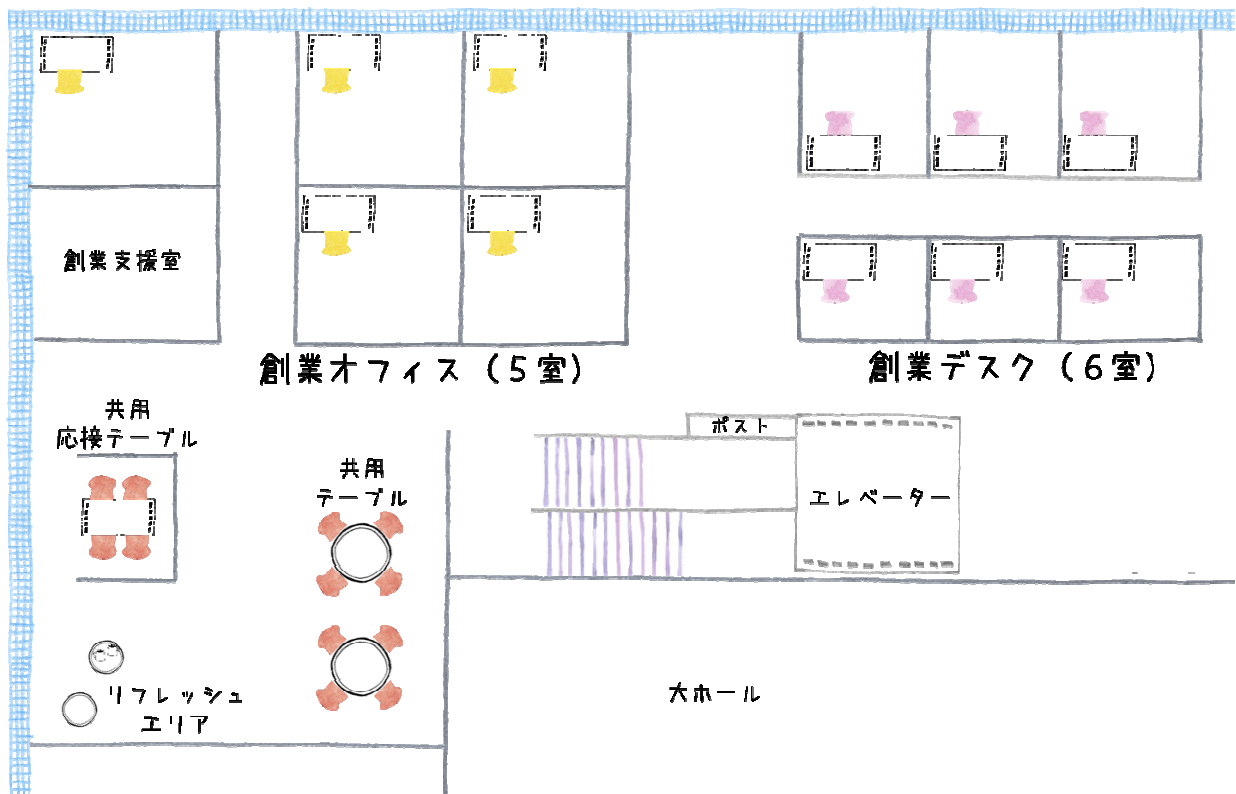 創業支援室
創業オフィス（5室）
創業デスク（6室）
共用
応接テーブル
共用
テーブル
ポスト
エレベーター
リフレッシュ
エリア
大ホール